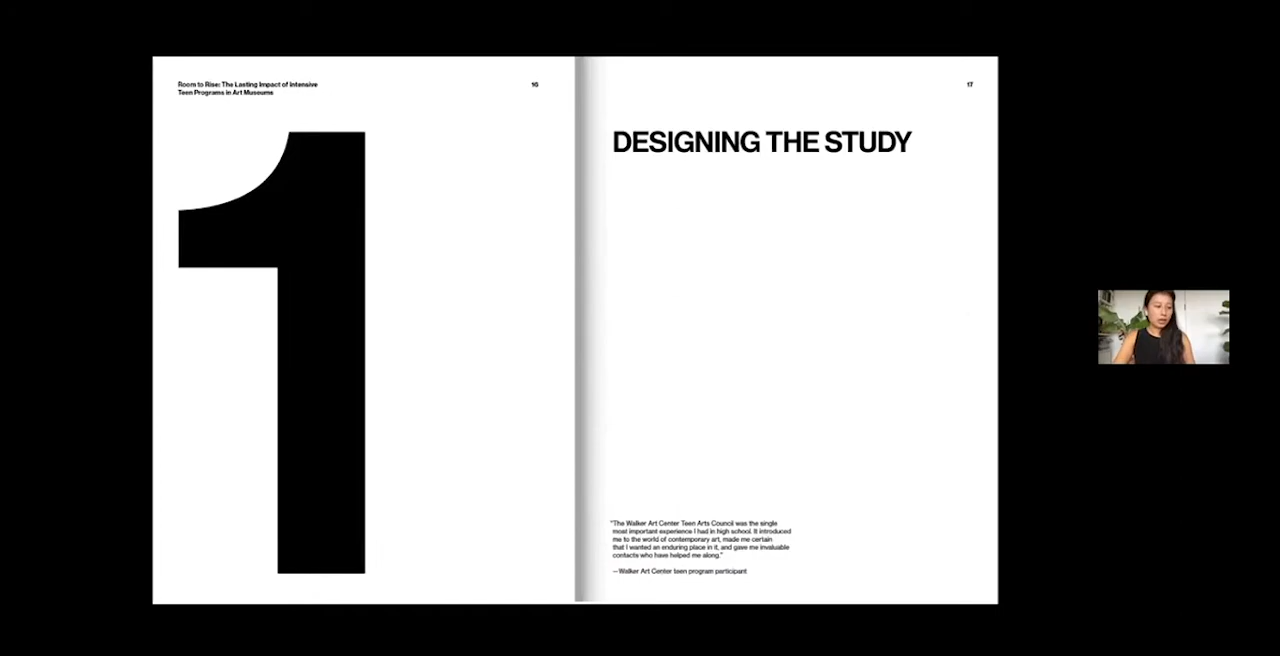 Room to Rise: The Lasting Impact of Intensive
Teen Programs in Art Museums
16
1
17
DESIGNING THE STUDY
"The Walker Art Center Teen Arts Council was the single
most important experience I had in high school. It introduced
me to the world of contemporary art, made me certain
that I wanted an enduring place in it, and gave me invaluable
contacts who have helped me along."
—Walker Art Center teen program participant